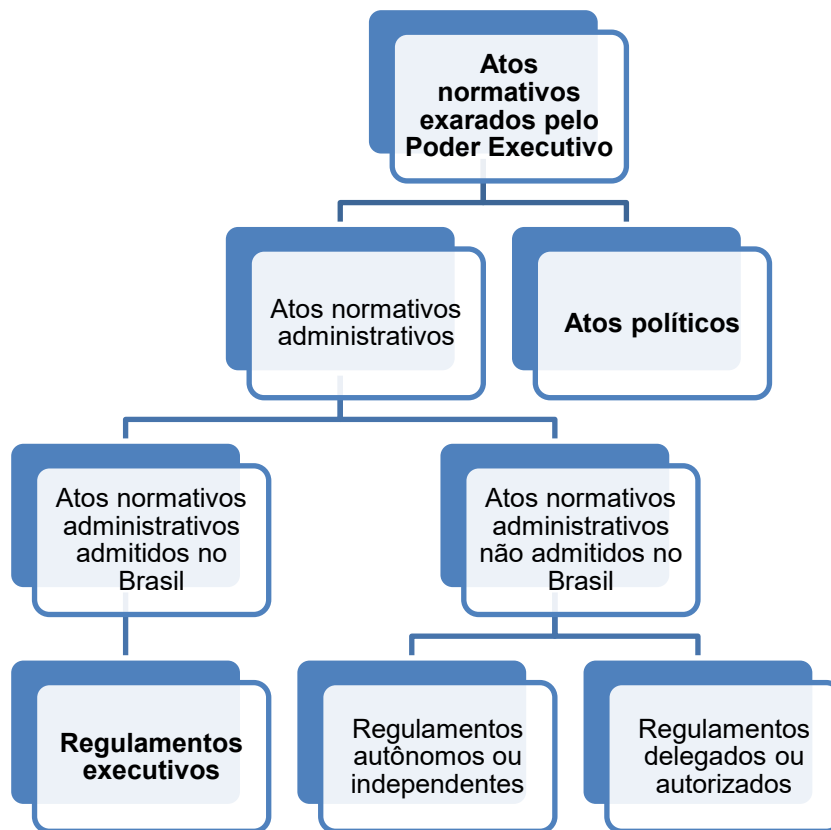 Atos
normativos
exarados pelo
Poder Executivo
Atos normativos
administrativos
Atos políticos
Atos normativos
administrativos
admitidos no
Brasil
Atos normativos
administrativos
não admitidos no
Brasil
Regulamentos
executivos
Regulamentos
autônomos ou
independentes
Regulamentos
delegados ou
autorizados